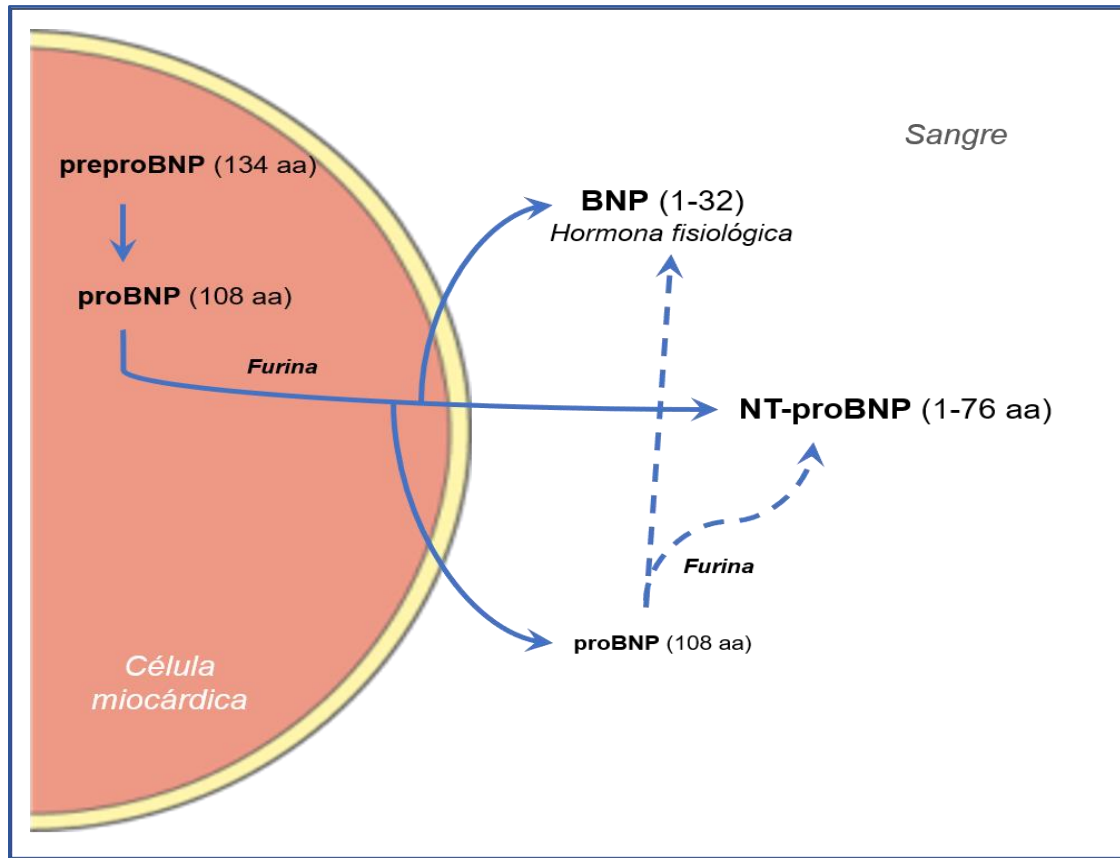 Sangre
preproBNP (134 aa)
BNP (1-32)
Hormona fisiológica
proBNP (108 aa)
Furina
NT-proBNP (1-76 aa)
Furina
proBNP (108 aa)
Célula
miocárdica